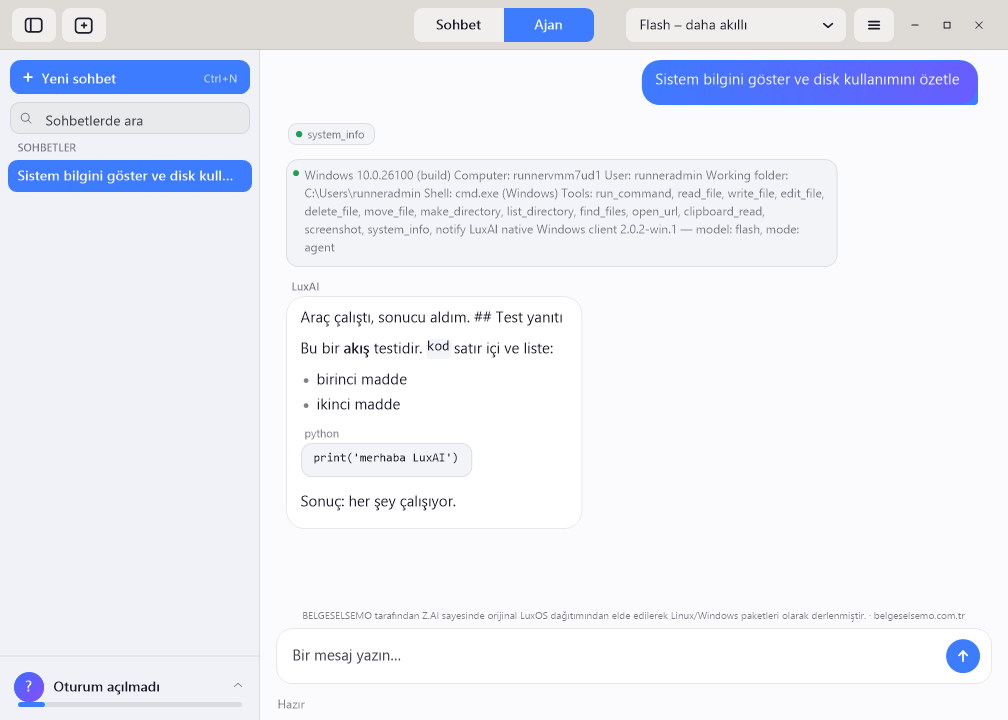 Sohbet
Ajan
Flash – daha akıllı
+ Yeni sohbet
Ctrl+N
Sohbetlerde ara
SOHBETLER
Sistem bilgini göster ve disk kull...
Sistem bilgini göster ve disk kullanımını özetle
system_info
Windows 10.0.26100 (build) Computer: runnervmm7ud1 User: runneradmin Working folder:
C:\Users\runneradmin Shell: cmd.exe (Windows) Tools: run_command, read_file, write_file, edit_file,
delete_file, move_file, make_directory, list_directory, find_files, open_url, clipboard_read,
screenshot, system_info, notify LuxAI native Windows client 2.0.2-win.1 — model: flash, mode:
agent
LuxAI
Araç çalıştı, sonucu aldım. ## Test yanıtı
Bu bir akış testidir. kod satır içi ve liste:
• birinci madde
• ikinci madde
python
print('merhaba LuxAI')
Sonuç: her şey çalışıyor.
BELGESELSEMO tarafından Z.AI sayesinde orijinal LuxOS dağıtımından elde edilerek Linux/Windows paketleri olarak derlenmiştir. · belgeselsemo.com.tr
Bir mesaj yazın...
Hazır
?
Oturum açılmadı